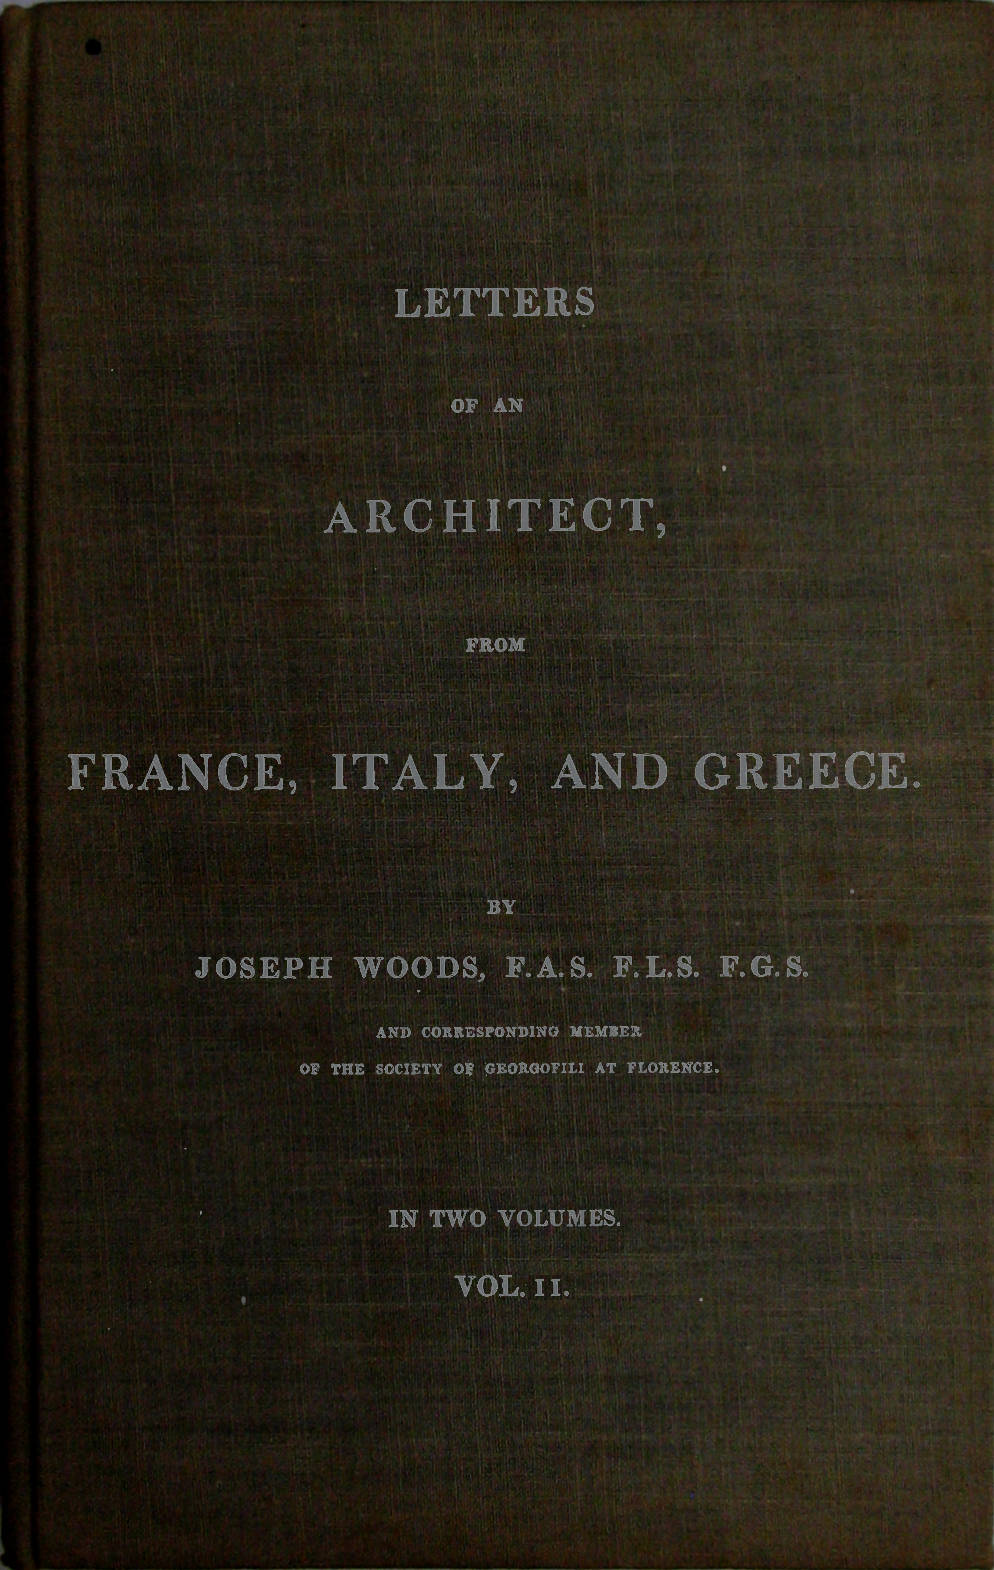 LETTERS
OF AN
ARCHITECT,
FROM
FRANCE, ITALY, AND GREECE.
BY
JOSEPH WOODS, F.A.S. F.L.S. F.G.S.
AND CORRESPONDING MEMBER
OF THE SOCIETY OF GEORGOFILI AT FLORENCE.
IN TWO VOLUMES.
VOL. II.